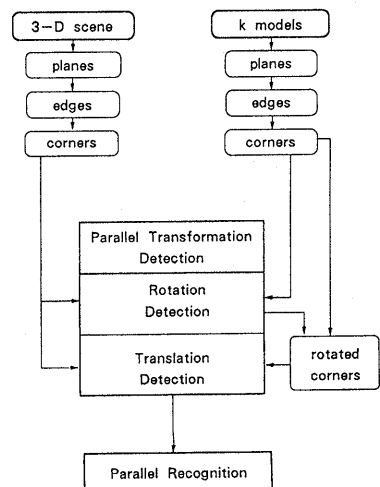 3-D scene
k models
planes
planes
edges
edges
corners
corners
Parallel Transformation
Detection
Rotation
Detection
Translation
Detection
rotated
corners
Parallel Recognition